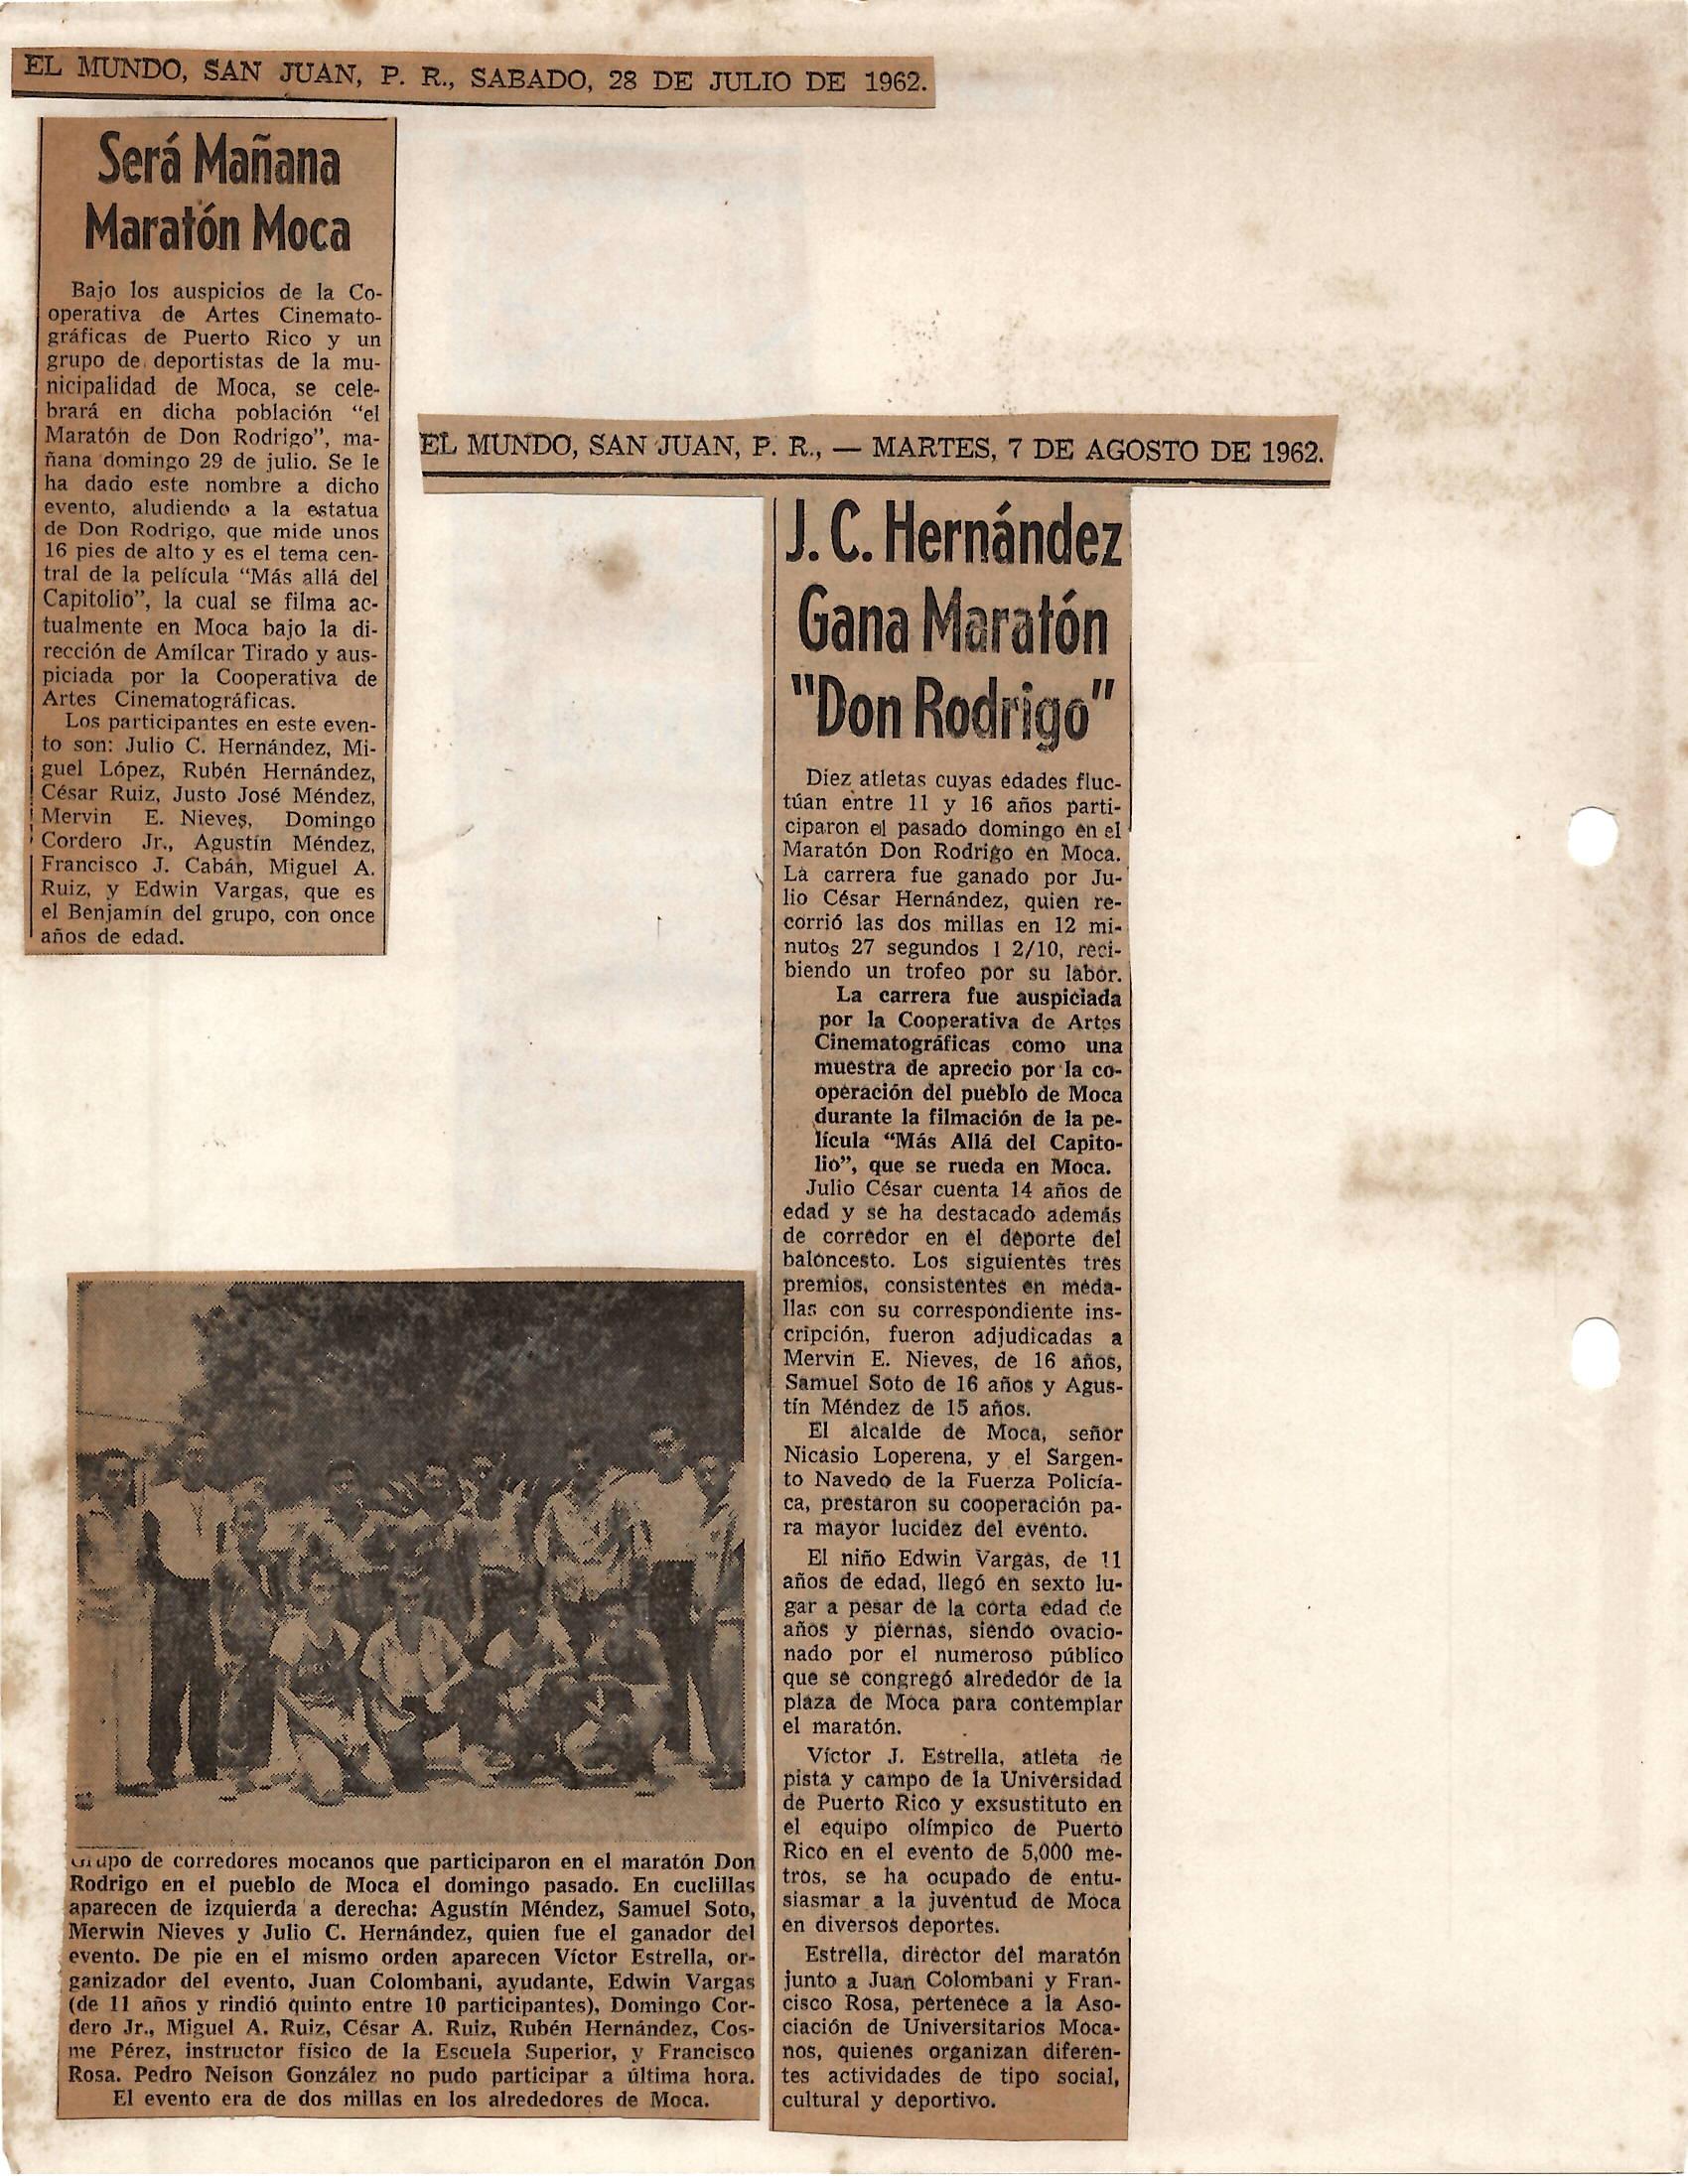 EL MUNDO, SAN JUAN, P. R., SABADO, 28 DE JULIO DE 1962.
Será Mañana
Maratón Moca
Bajo los auspicios de la Co-
operativa de Artes Cinemato-
gráficas de Puerto Rico y un
grupo de deportistas de la mu-
nicipalidad de Moca, se cele-
brará en dicha población "el
Maratón de Don Rodrigo", ma-
ñana domingo 29 de julio. Se le
ha dado este nombre a dicho
evento, aludiendo a la estatua
de Don Rodrigo, que mide unos
16 pies de alto y es el tema cen-
tral de la película "Más allá del
Capitolio", la cual se filma ac-
tualmente en Moca bajo la di-
rección de Amílcar Tirado y aus-
piciada por la Cooperativa de
Artes Cinematográficas.
Los participantes en este even-
to son: Julio C. Hernández, Mi-
guel López, Rubén Hernández,
César Ruiz, Justo José Méndez,
Mervin E. Nieves, Domingo
Cordero Jr., Agustín Méndez,
Francisco J. Cabán, Miguel A.
Ruiz, y Edwin Vargas, que es
el Benjamín del grupo, con once
años de edad.
EL MUNDO, SAN JUAN, P. R., — MARTES, 7 DE AGOSTO DE 1962.
J. C. Hernández
Gana Maratón
"Don Rodrigo"
Diez atletas cuyas edades fluc-
túan entre 11 y 16 años parti-
ciparon el pasado domingo en el
Maratón Don Rodrigo en Moca.
La carrera fue ganado por Ju-
lio César Hernández, quien re-
corrió las dos millas en 12 mi-
nutos 27 segundos 1 2/10, reci-
biendo un trofeo por su labor.
La carrera fue auspiciada
por la Cooperativa de Artes
Cinematográficas como una
muestra de aprecio por la co-
operación del pueblo de Moca
durante la filmación de la pe-
lícula "Más Allá del Capito-
lio", que se rueda en Moca.
Julio César cuenta 14 años de
edad y se ha destacado además
de corredor en el deporte del
baloncesto. Los siguientes tres
premios, consistentes en meda-
llas con su correspondiente ins-
cripción, fueron adjudicadas a
Mervin E. Nieves, de 16 años,
Samuel Soto de 16 años y Agus-
tín Méndez de 15 años.
El alcalde de Moca, señor
Nicasio Loperena, y el Sargen-
to Navedo de la Fuerza Policía-
ca, prestaron su cooperación pa-
ra mayor lucidez del evento.
El niño Edwin Vargas, de 11
años de edad, llegó en sexto lu-
gar a pesar de la corta edad de
años y piernas, siendo ovacio-
nado por el numeroso público
que se congregó alrededor de la
plaza de Moca para contemplar
el maratón.
Víctor J. Estrella, atleta de
pista y campo de la Universidad
de Puerto Rico y exsustituto en
el equipo olímpico de Puerto
Rico en el evento de 5,000 me-
tros, se ha ocupado de entu-
siasmar a la juventud de Moca
en diversos deportes.
Estrella, director del maratón
junto a Juan Colombani y Fran-
cisco Rosa, pertenece a la Aso-
ciación de Universitarios Moca-
nos, quienes organizan diferen-
tes actividades de tipo social,
cultural y deportivo.
Grupo de corredores mocanos que participaron en el maratón Don
Rodrigo en el pueblo de Moca el domingo pasado. En cuclillas
aparecen de izquierda a derecha: Agustín Méndez, Samuel Soto,
Merwin Nieves y Julio C. Hernández, quien fue el ganador del
evento. De pie en el mismo orden aparecen Víctor Estrella, or-
ganizador del evento, Juan Colombani, ayudante, Edwin Vargas
(de 11 años y rindió quinto entre 10 participantes), Domingo Cor-
dero Jr., Miguel A. Ruiz, César A. Ruiz, Rubén Hernández, Cos-
me Pérez, instructor físico de la Escuela Superior, y Francisco
Rosa. Pedro Nelson González no pudo participar a última hora.
El evento era de dos millas en los alrededores de Moca.